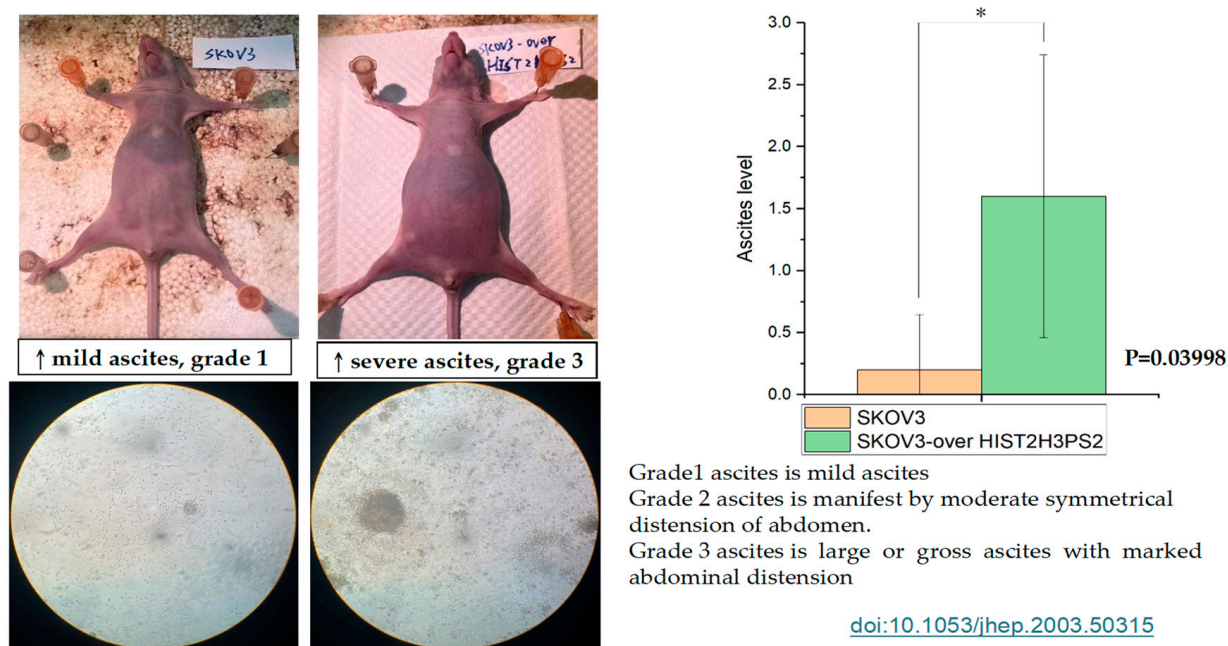 SKOV3
SKOV3-over
HIST2
↑ mild ascites, grade 1
↑ severe ascites, grade 3
*
3.0
2.5
2.0
1.5
1.0
0.5
0.0
Ascites level
P=0.03998
SKOV3
SKOV3-over HIST2H3PS2
Grade1 ascites is mild ascites
Grade 2 ascites is manifest by moderate symmetrical
distension of abdomen.
Grade 3 ascites is large or gross ascites with marked
abdominal distension
doi:10.1053/jhep.2003.50315